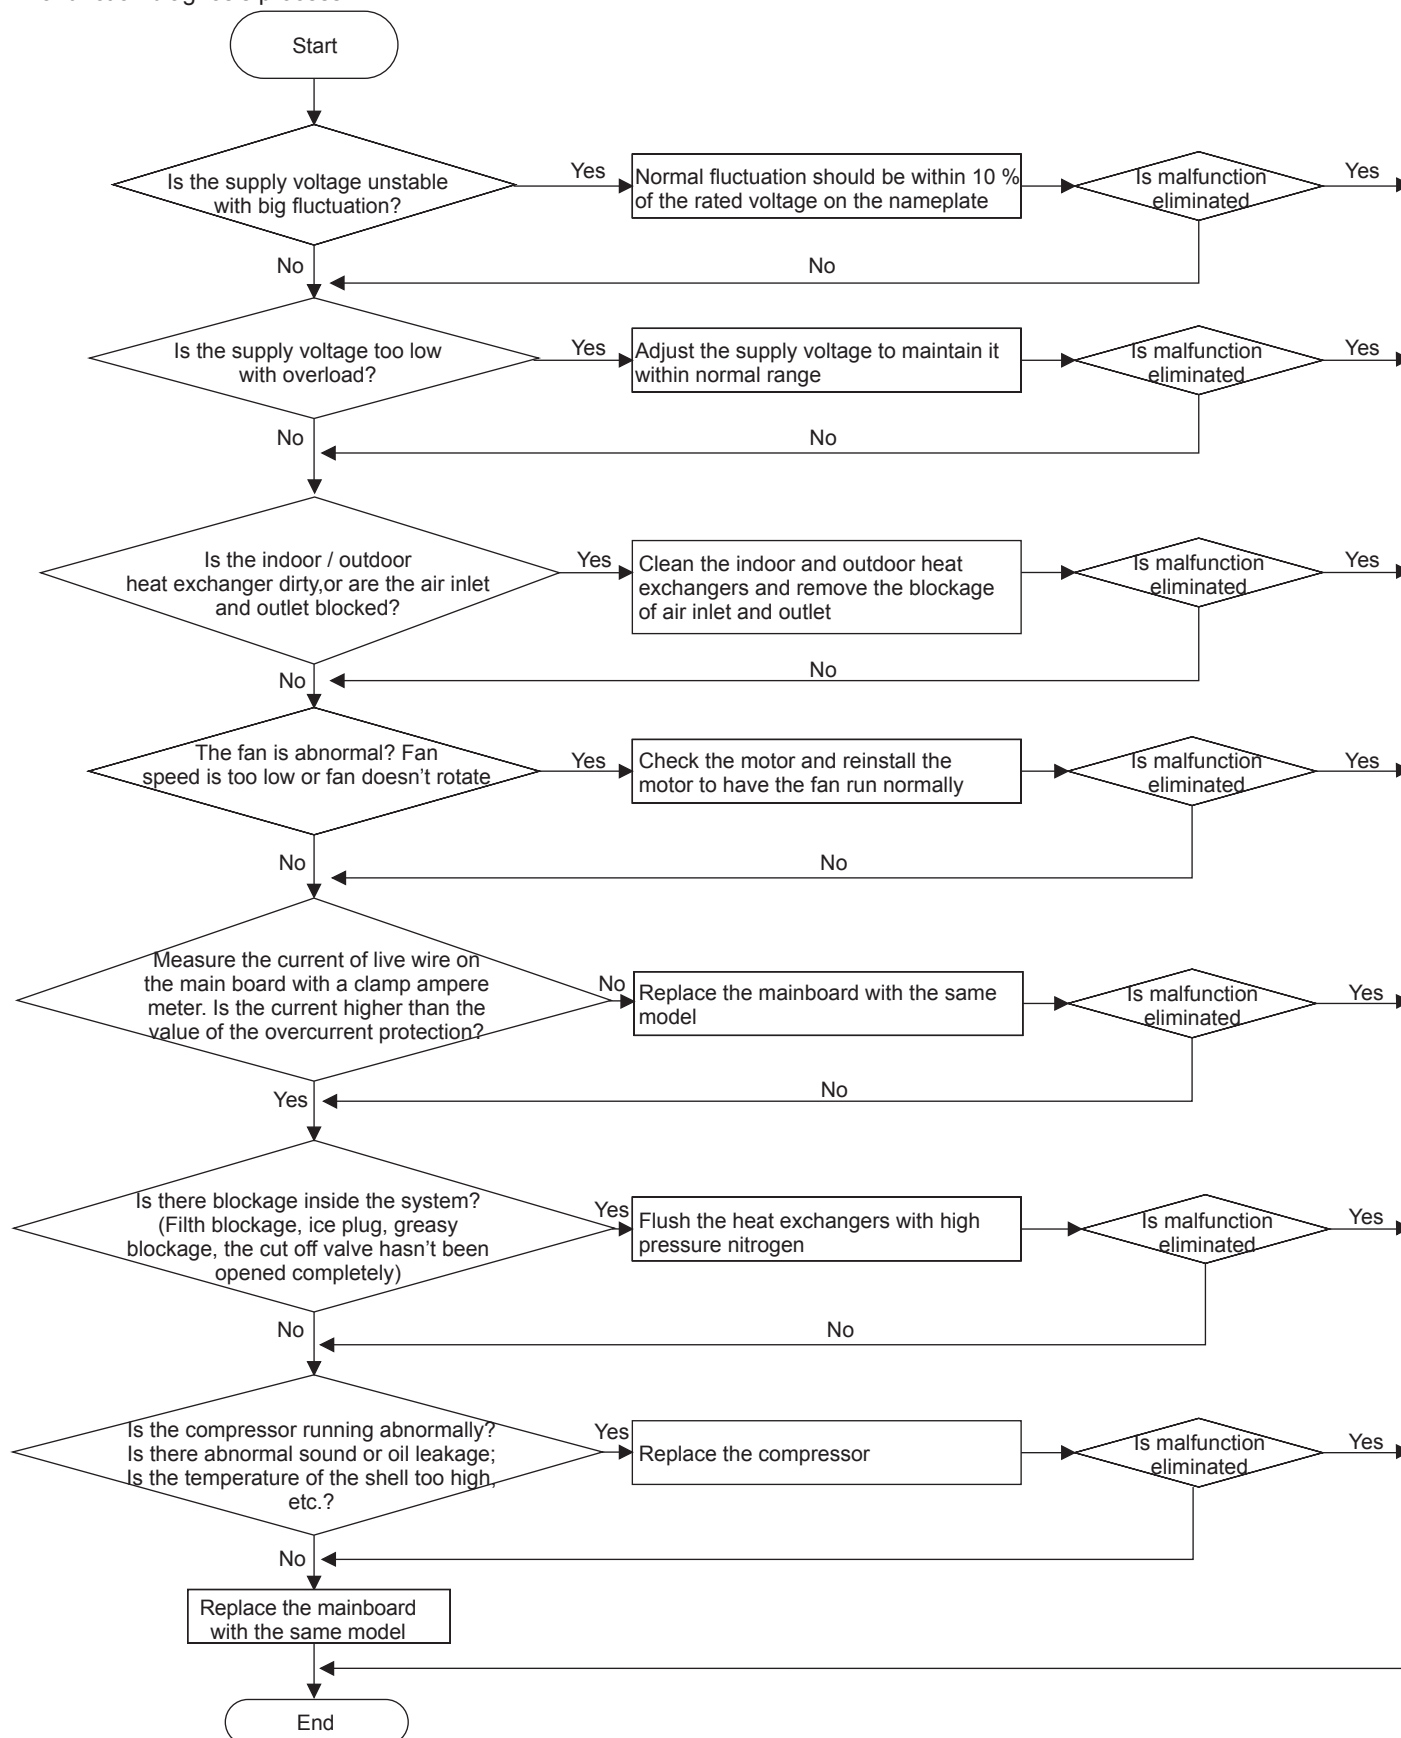 Start
Is the supply voltage unstable
with big fluctuation?
Yes
Normal fluctuation should be within 10 %
of the rated voltage on the nameplate
Is malfunction
eliminated
Yes
No
No
Is the supply voltage too low
with overload?
Yes
Adjust the supply voltage to maintain it
within normal range
Is malfunction
eliminated
Yes
No
No
Is the indoor / outdoor
heat exchanger dirty,or are the air inlet
and outlet blocked?
Yes
Clean the indoor and outdoor heat
exchangers and remove the blockage
of air inlet and outlet
Is malfunction
eliminated
Yes
No
No
The fan is abnormal? Fan
speed is too low or fan doesn't rotate
Yes
Check the motor and reinstall the
motor to have the fan run normally
Is malfunction
eliminated
Yes
No
No
Measure the current of live wire on
the main board with a clamp ampere
meter. Is the current higher than the
value of the overcurrent protection?
No
Replace the mainboard with the same
model
Is malfunction
eliminated
Yes
Yes
No
Is there blockage inside the system?
(Filth blockage, ice plug, greasy
blockage, the cut off valve hasn't been
opened completely)
Yes
Flush the heat exchangers with high
pressure nitrogen
Is malfunction
eliminated
Yes
No
No
Is the compressor running abnormally?
Is there abnormal sound or oil leakage;
Is the temperature of the shell too high,
etc.?
Yes
Replace the compressor
Is malfunction
eliminated
Yes
No
Replace the mainboard
with the same model
End